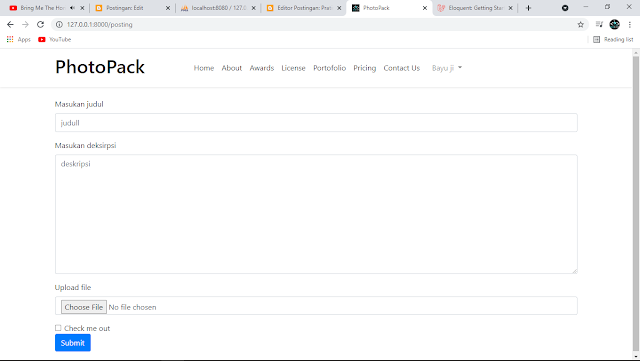 Bring Me The Ho
Postingan: Edit
localhost:8080 / 127.0
Editor Postingan: Pra
PhotoPack
Eloquent: Getting Sta
127.0.0.1:8000/posting
Apps
YouTube
Reading list
PhotoPack
Home
About
Awards
License
Portofolio
Pricing
Contact Us
Bayu ji
Masukan judul
judull
Masukan deksirpsi
deskripsi
Upload file
Choose File No file chosen
Check me out
Submit